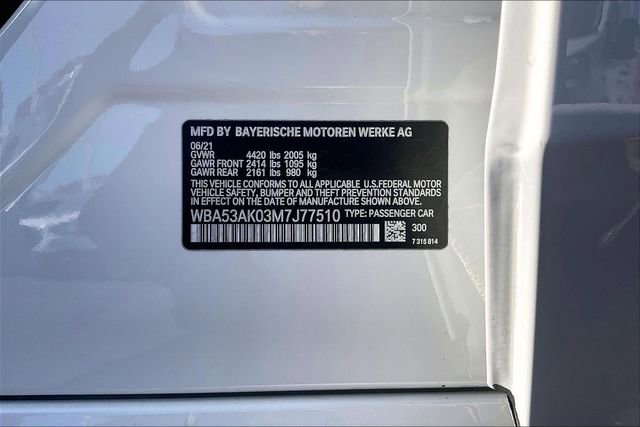 MFD BY BAYERISCHE MOTOREN WERKE AG
06/21
GVWR 4420 lbs 2005 kg
GAWR FRONT 2414 lbs 1095 kg
GAWR REAR 2161 lbs 980 kg
THIS VEHICLE CONFORMS TO ALL APPLICABLE U.S.FEDERAL MOTOR
VEHICLE SAFETY, BUMPER AND THEFT PREVENTION STANDARDS
IN EFFECT ON THE DATE OF MANUFACTURE SHOWN ABOVE.
WBA53AK03M7J77510 TYPE: PASSENGER CAR
300
7 315 814